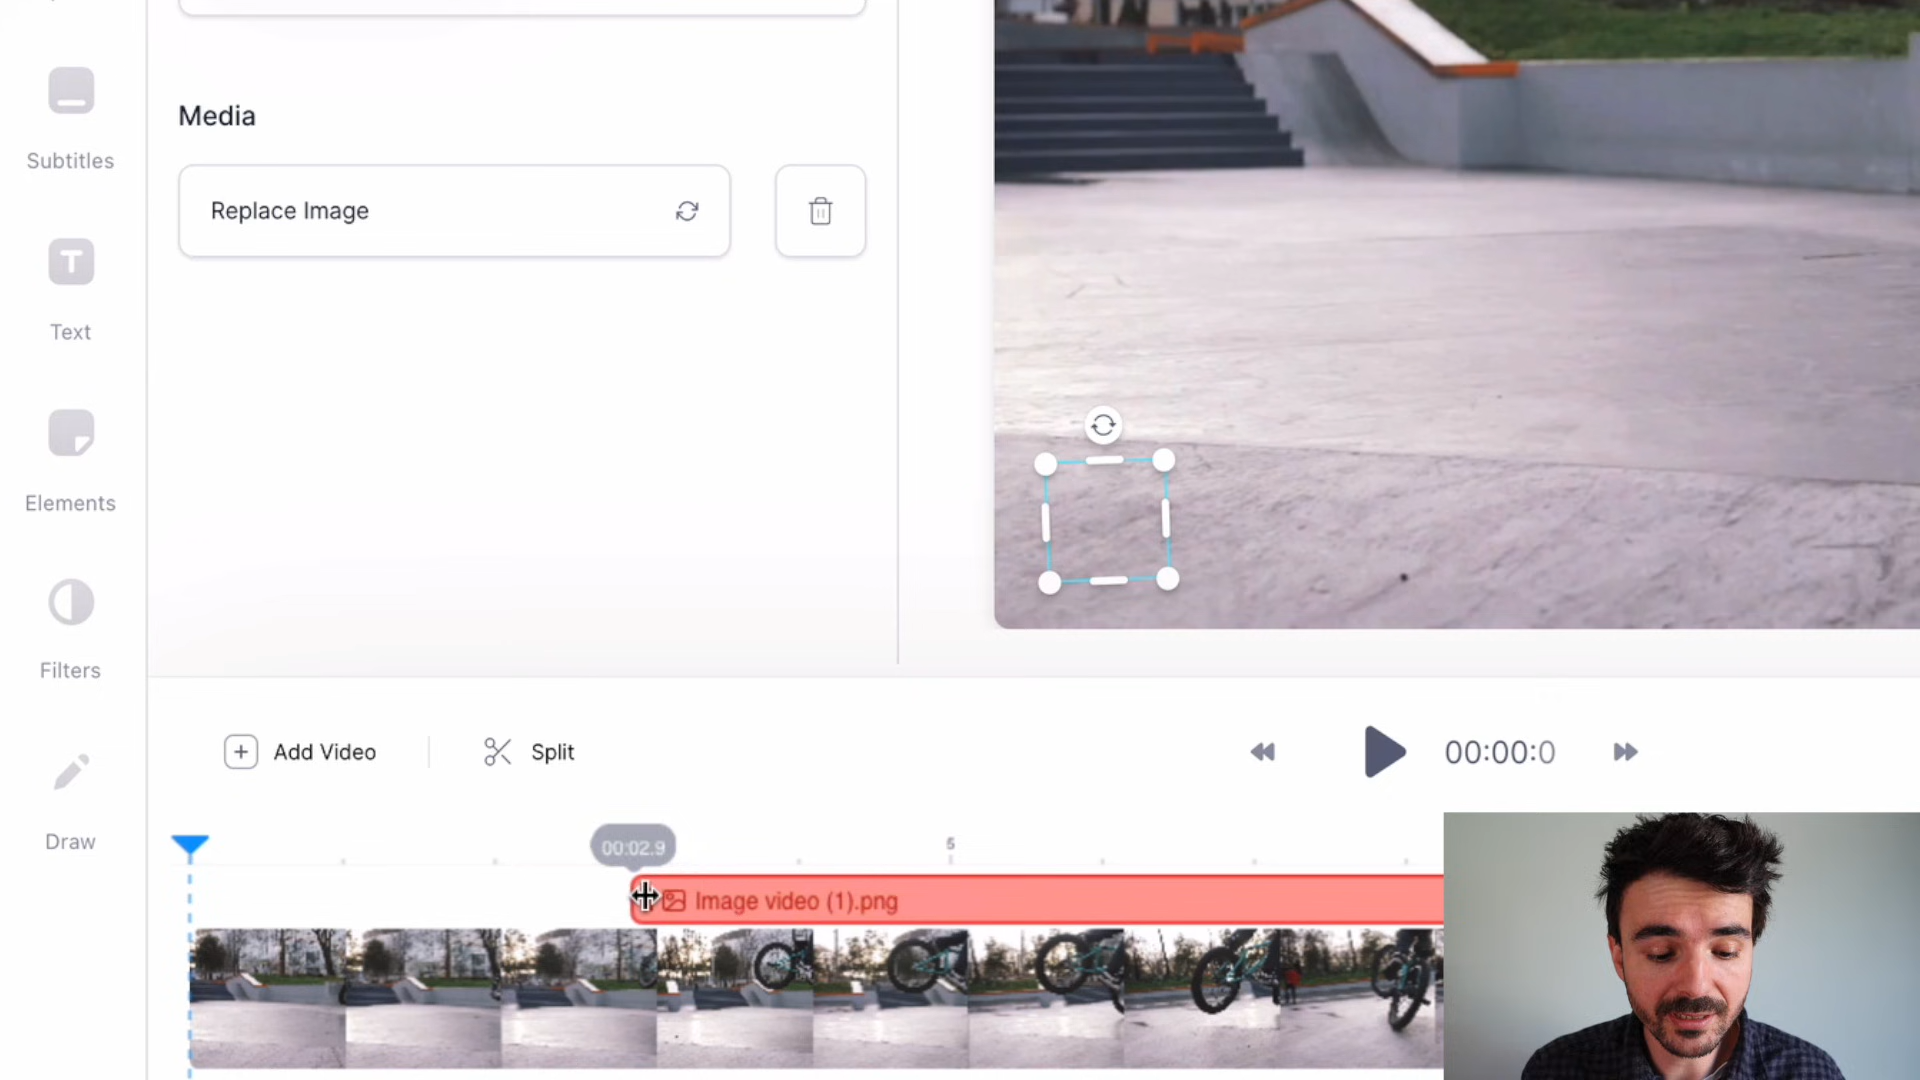 Media
Subtitles
Replace Image
Text
Elements
Filters
Add Video
Split
00:00:0
Draw
00:02.9
5
Image video (1).png